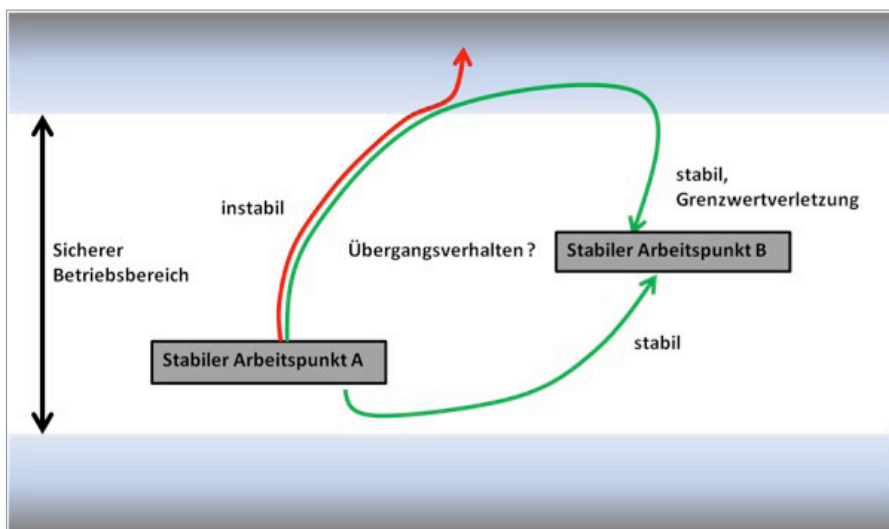 instabil
stabil,
Grenzwertverletzung
Sicherer
Betriebsbereich
Übergangsverhalten ?
Stabiler Arbeitspunkt B
Stabiler Arbeitspunkt A
stabil